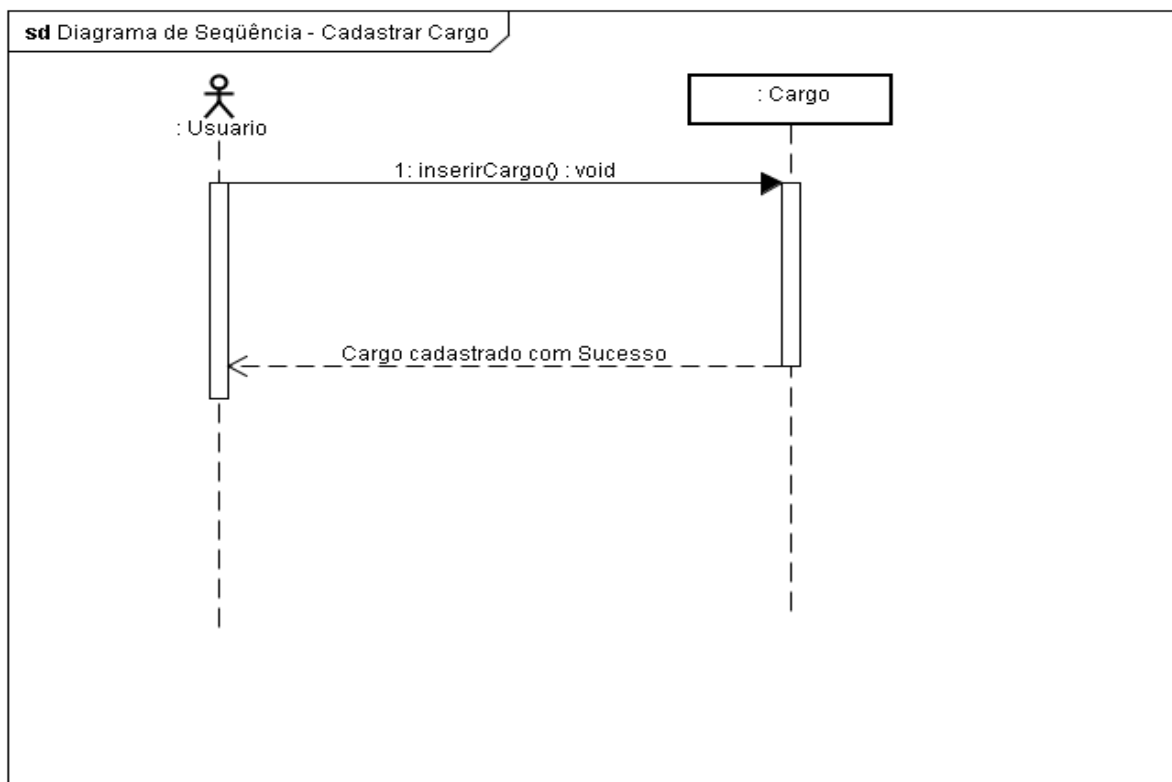 sd Diagrama de Seqüência - Cadastrar Cargo
: Usuario
: Cargo
1: inserirCargo() : void
Cargo cadastrado com Sucesso